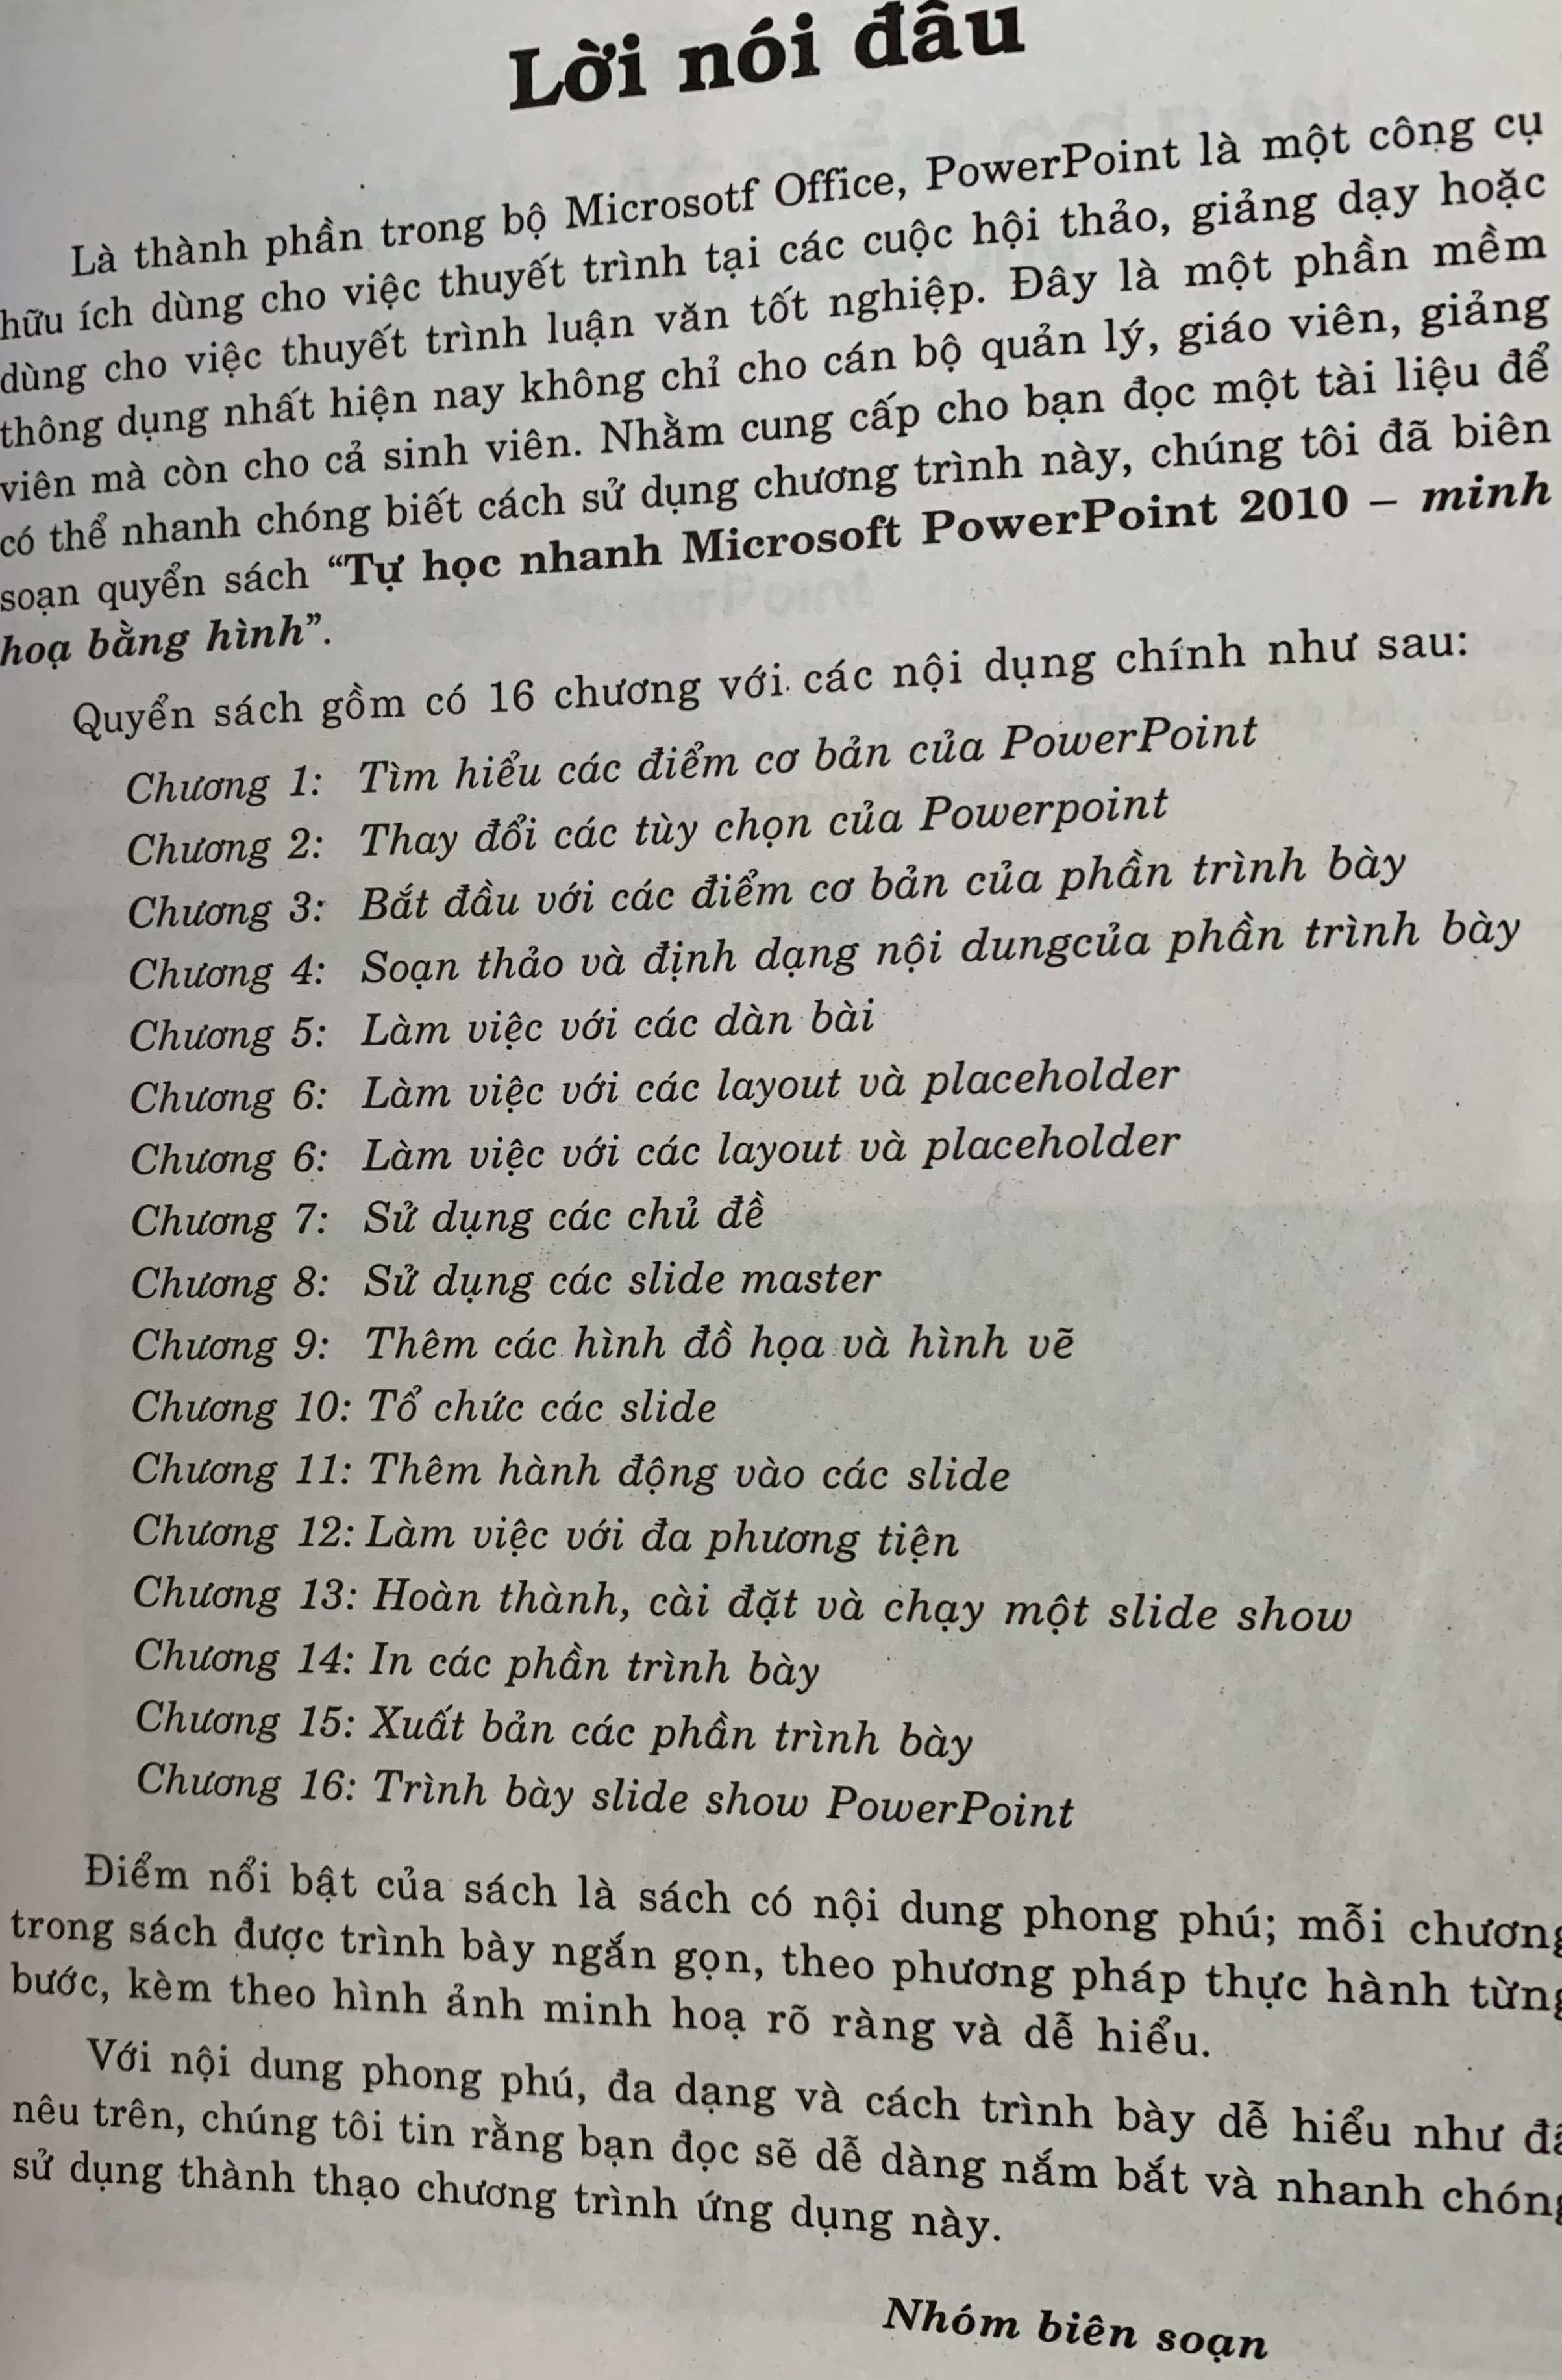 Lời nói đầu
Là thành phần trong bộ Microsotf Office, PowerPoint là một công cụ
hữu ích dùng cho việc thuyết trình tại các cuộc hội thảo, giảng dạy hoặc
dùng cho việc thuyết trình luận văn tốt nghiệp. Đây là một phần mềm
thông dụng nhất hiện nay không chỉ cho cán bộ quản lý, giáo viên, giảng
viên mà còn cho cả sinh viên. Nhằm cung cấp cho bạn đọc một tài liệu để
có thể nhanh chóng biết cách sử dụng chương trình này, chúng tôi đã biên
soạn quyển sách “Tự học nhanh Microsoft PowerPoint 2010 – minh
hoạ bằng hình”.
Quyển sách gồm có 16 chương với các nội dụng chính như sau:
Chương 1: Tìm hiểu các điểm cơ bản của PowerPoint
Chương 2: Thay đổi các tùy chọn của Powerpoint
Chương 3: Bắt đầu với các điểm cơ bản của phần trình bày
Chương 4: Soạn thảo và định dạng nội dungcủa phần trình bày
Chương 5: Làm việc với các dàn bài
Chương 6: Làm việc với các layout và placeholder
Chương 6: Làm việc với các layout và placeholder
Chương 7: Sử dụng các chủ đề
Chương 8: Sử dụng các slide master
Chương 9: Thêm các hình đồ họa và hình vẽ
Chương 10: Tổ chức các slide
Chương 11: Thêm hành động vào các slide
Chương 12: Làm việc với đa phương tiện
Chương 13: Hoàn thành, cài đặt và chạy một slide show
Chương 14: In các phần trình bày
Chương 15: Xuất bản các phần trình bày
Chương 16: Trình bày slide show PowerPoint
Điểm nổi bật của sách là sách có nội dung phong phú; mỗi chương
trong sách được trình bày ngắn gọn, theo phương pháp thực hành từng
bước, kèm theo hình ảnh minh hoạ rõ ràng và dễ hiểu.
Với nội dung phong phú, đa dạng và cách trình bày dễ hiểu như đã
nêu trên, chúng tôi tin rằng bạn đọc sẽ dễ dàng nắm bắt và nhanh chóng
sử dụng thành thạo chương trình ứng dụng này.
Nhóm biên soạn